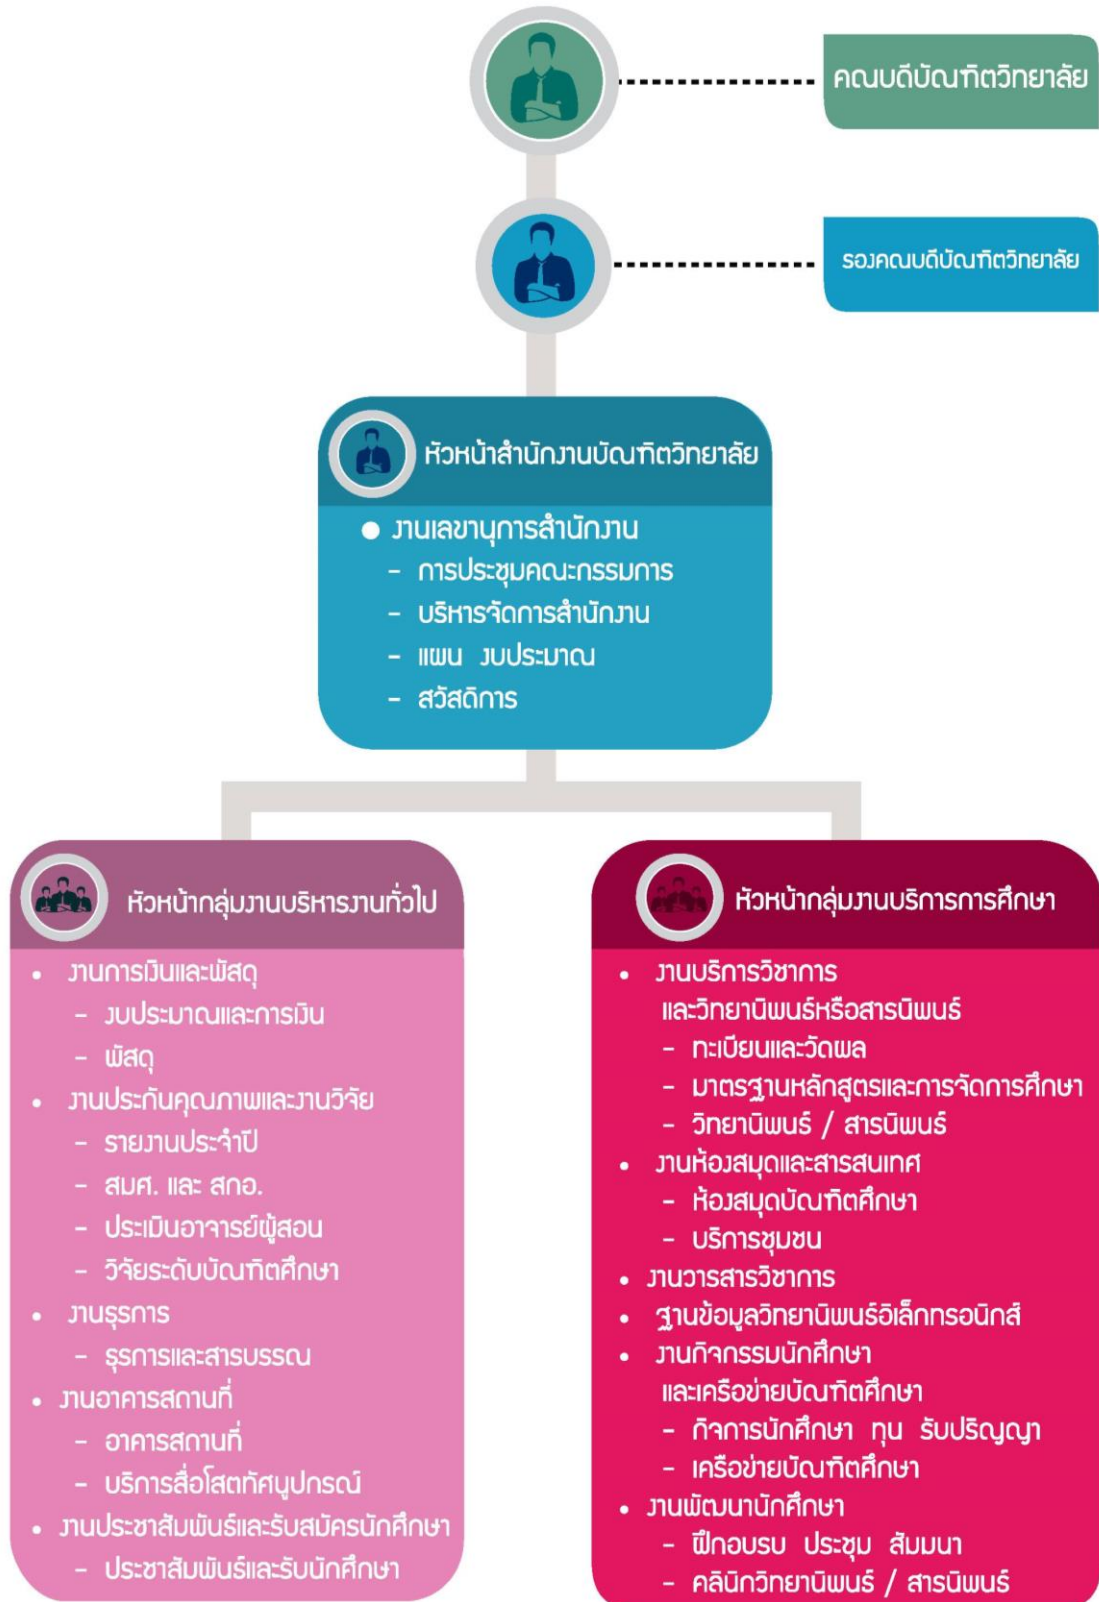 คณบดีบัณฑิตวิทยาลัย
รองคณบดีบัณฑิตวิทยาลัย
หัวหน้าสำนักงานบัณฑิตวิทยาลัย
● งานเลขานุการสำนักงาน
- การประชุมคณะกรรมการ
- บริหารจัดการสำนักงาน
- แผน งบประมาณ
- สวัสดิการ
หัวหน้ากลุ่มงานบริหารงานทั่วไป
• งานการเงินและพัสดุ
- งบประมาณและการเงิน
- พัสดุ
• งานประกันคุณภาพและงานวิจัย
- รายงานประจำปี
- สมศ. และ สกอ.
- ประเมินอาจารย์ผู้สอน
- วิจัยระดับบัณฑิตศึกษา
• งานธุรการ
- ธุรการและสารบรรณ
• งานอาคารสถานที่
- อาคารสถานที่
- บริการสื่อโสตทัศนูปกรณ์
• งานประชาสัมพันธ์และรับสมัครนักศึกษา
- ประชาสัมพันธ์และรับนักศึกษา
หัวหน้ากลุ่มงานบริการการศึกษา
• งานบริการวิชาการ
และวิทยานิพนธ์หรือสารนิพนธ์
- ทะเบียนและวัดผล
- มาตรฐานหลักสูตรและการจัดการศึกษา
- วิทยานิพนธ์ / สารนิพนธ์
• งานห้องสมุดและสารสนเทศ
- ห้องสมุดบัณฑิตศึกษา
- บริการชุมชน
• งานวารสารวิชาการ
• ฐานข้อมูลวิทยานิพนธ์อิเล็กทรอนิกส์
• งานกิจกรรมนักศึกษา
และเครือข่ายบัณฑิตศึกษา
- กิจการนักศึกษา ทุน รับปริญญา
- เครือข่ายบัณฑิตศึกษา
• งานพัฒนานักศึกษา
- ฝึกอบรบ ประชุม สัมมนา
- คลินิกวิทยานิพนธ์ / สารนิพนธ์